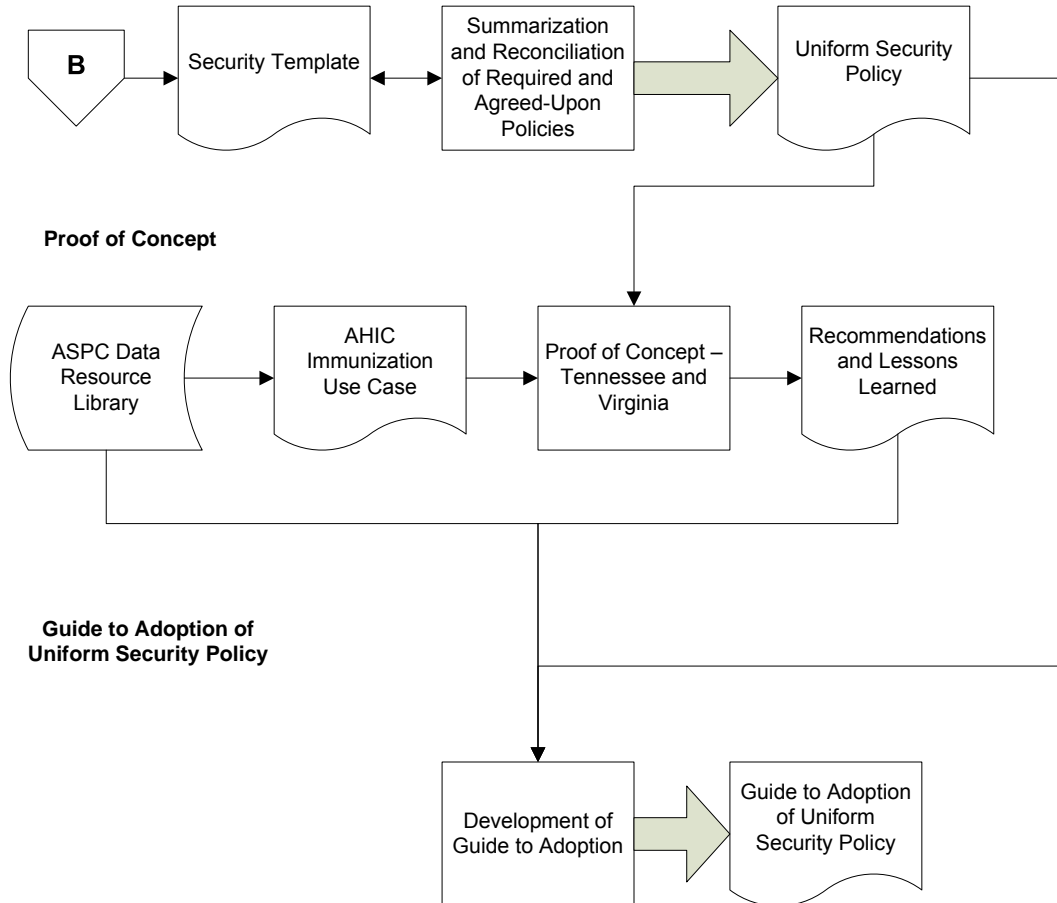 B
Security Template
Summarization
and Reconciliation
of Required and
Agreed-Upon
Policies
Uniform Security
Policy
Proof of Concept
ASPC Data
Resource
Library
AHIC
Immunization
Use Case
Proof of Concept –
Tennessee and
Virginia
Recommendations
and Lessons
Learned
Guide to Adoption of
Uniform Security Policy
Development of
Guide to Adoption
Guide to Adoption
of Uniform
Security Policy